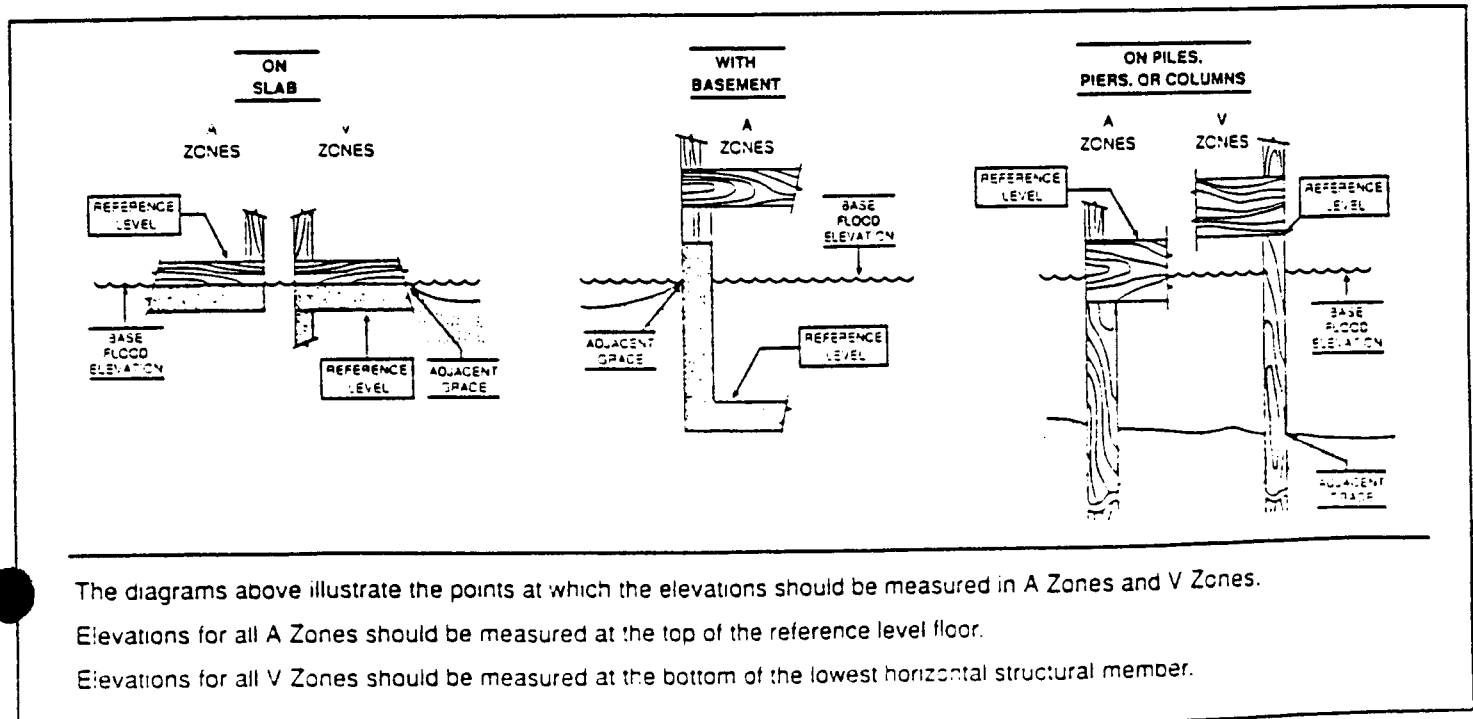 ON
SLAB
A
ZONES
V
ZONES
REFERENCE
LEVEL
BASE
FLOOD
ELEVATION
REFERENCE
LEVEL
ADJACENT
GRADE
WITH
BASEMENT
A
ZONES
BASE
FLOOD
ELEVATION
ADJACENT
GRADE
REFERENCE
LEVEL
ON PILES,
PIERS, OR COLUMNS
A
ZONES
V
ZONES
REFERENCE
LEVEL
REFERENCE
LEVEL
BASE
FLOOD
ELEVATION
ADJACENT
GRADE
The diagrams above illustrate the points at which the elevations should be measured in A Zones and V Zones.
Elevations for all A Zones should be measured at the top of the reference level floor.
Elevations for all V Zones should be measured at the bottom of the lowest horizontal structural member.